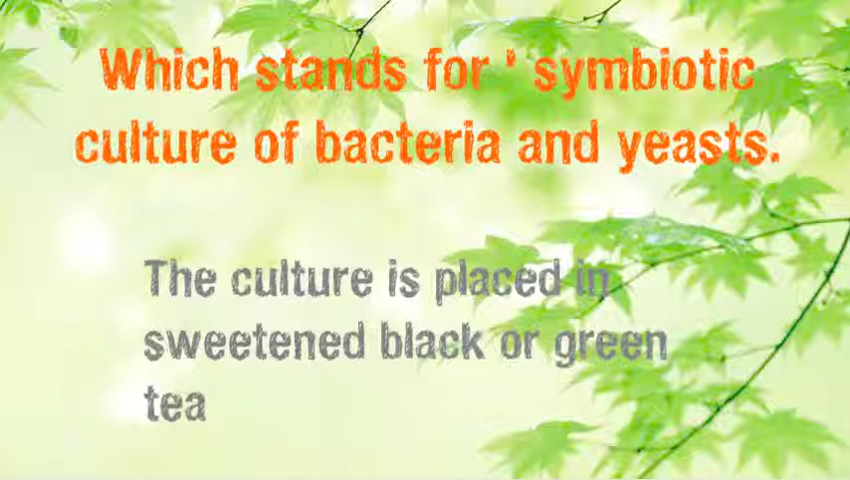 Which stands for ' symbiotic
culture of bacteria and yeasts.
The culture is placed in
sweetened black or green
tea